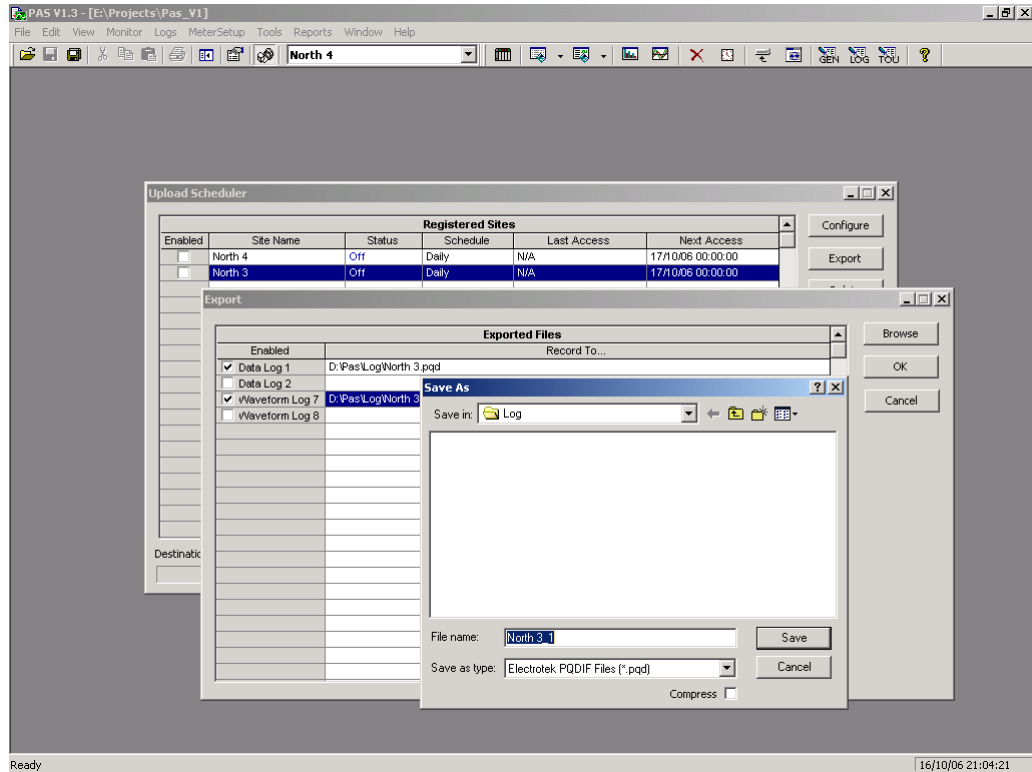 PAS V1.3 - [E:\Projects\Pas_V1]
File Edit View Monitor Logs MeterSetup Tools Reports Window Help
North 4
GEN LOG TOU
Upload Scheduler
Registered Sites
Enabled Site Name Status Schedule Last Access Next Access
North 4 Off Daily N/A 17/10/06 00:00:00
North 3 Off Daily N/A 17/10/06 00:00:00
Configure
Export
Export
Exported Files
Enabled Record To...
Data Log 1 D:\Pas\Log\North 3.pqd
Data Log 2
Waveform Log 7 D:\Pas\Log\North 3
Waveform Log 8
Browse
OK
Cancel
Save As
Save in: Log
File name: North 3_1
Save as type: Electrotek PQDIF Files (*.pqd)
Compress
Save
Cancel
Ready
16/10/06 21:04:21